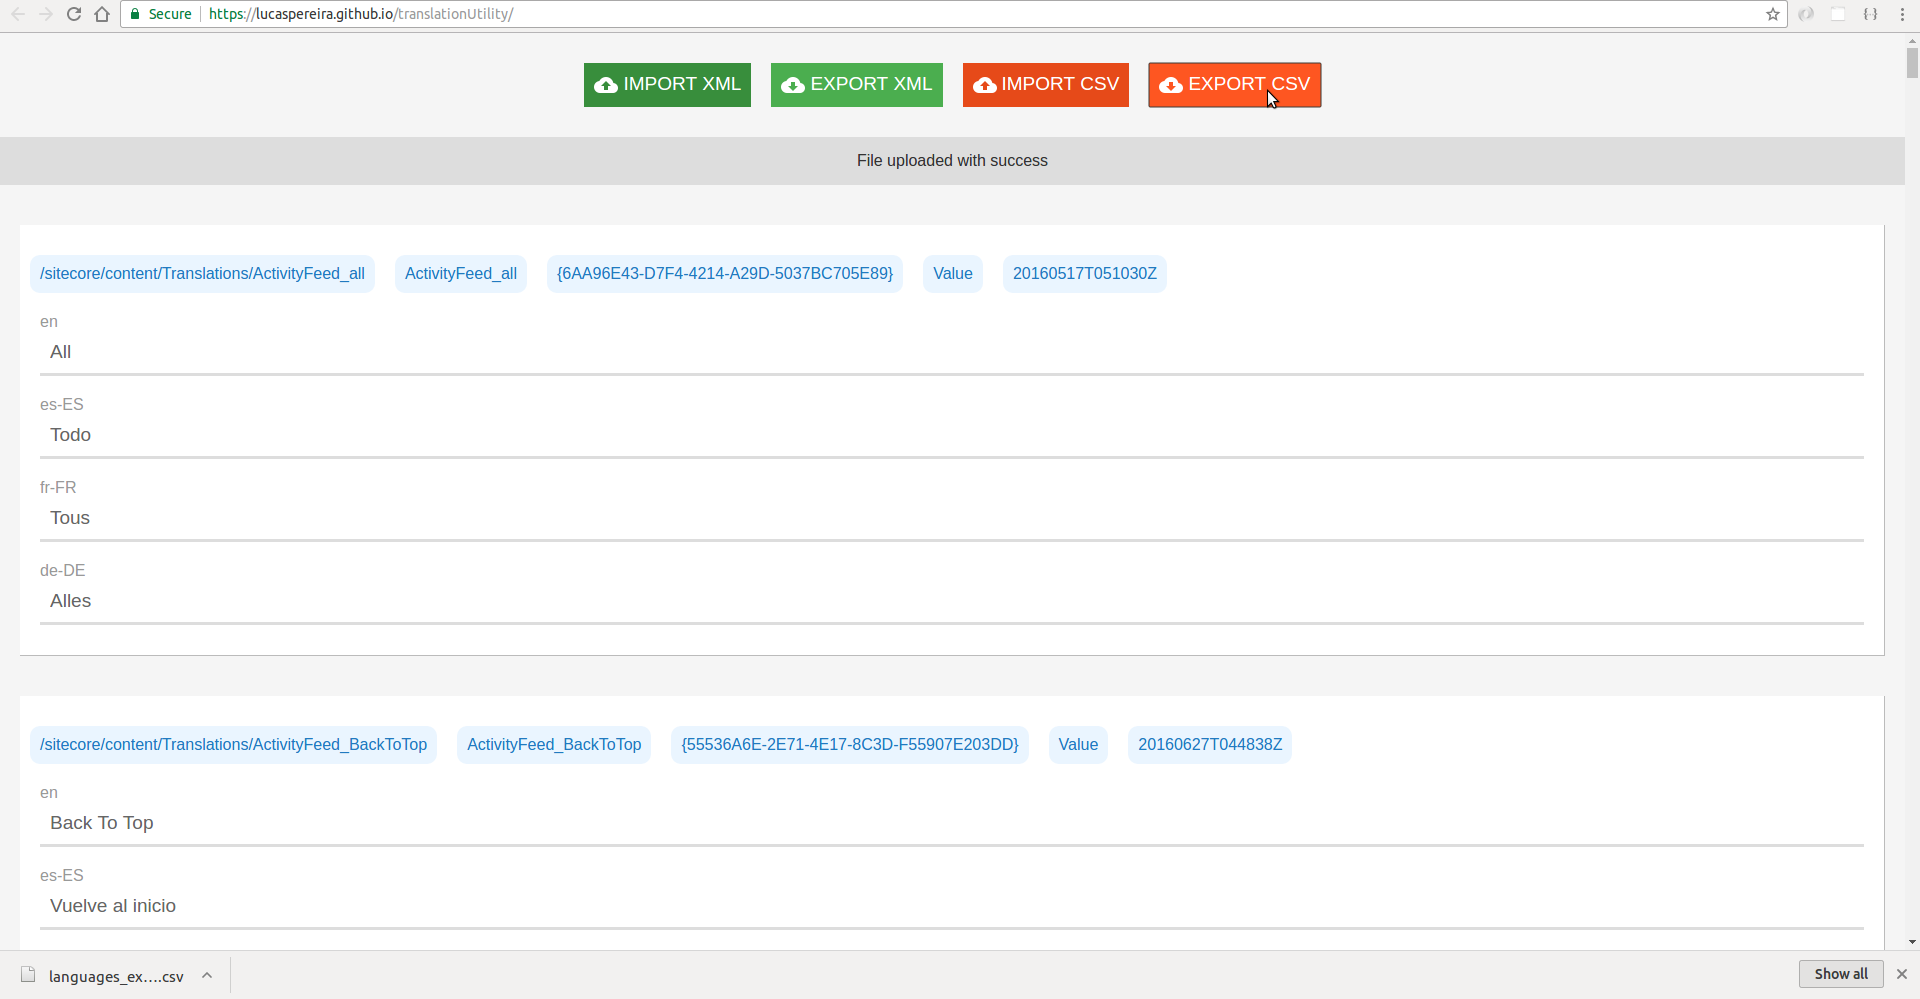 Secure https://lucaspereira.github.io/translationUtility/
IMPORT XML EXPORT XML IMPORT CSV EXPORT CSV
File uploaded with success
/sitecore/content/Translations/ActivityFeed_all ActivityFeed_all {6AA96E43-D7F4-4214-A29D-5037BC705E89} Value 20160517T051030Z
en
All
es-ES
Todo
fr-FR
Tous
de-DE
Alles
/sitecore/content/Translations/ActivityFeed_BackToTop ActivityFeed_BackToTop {55536A6E-2E71-4E17-8C3D-F55907E203DD} Value 20160627T044838Z
en
Back To Top
es-ES
Vuelve al inicio
languages_ex....csv Show all